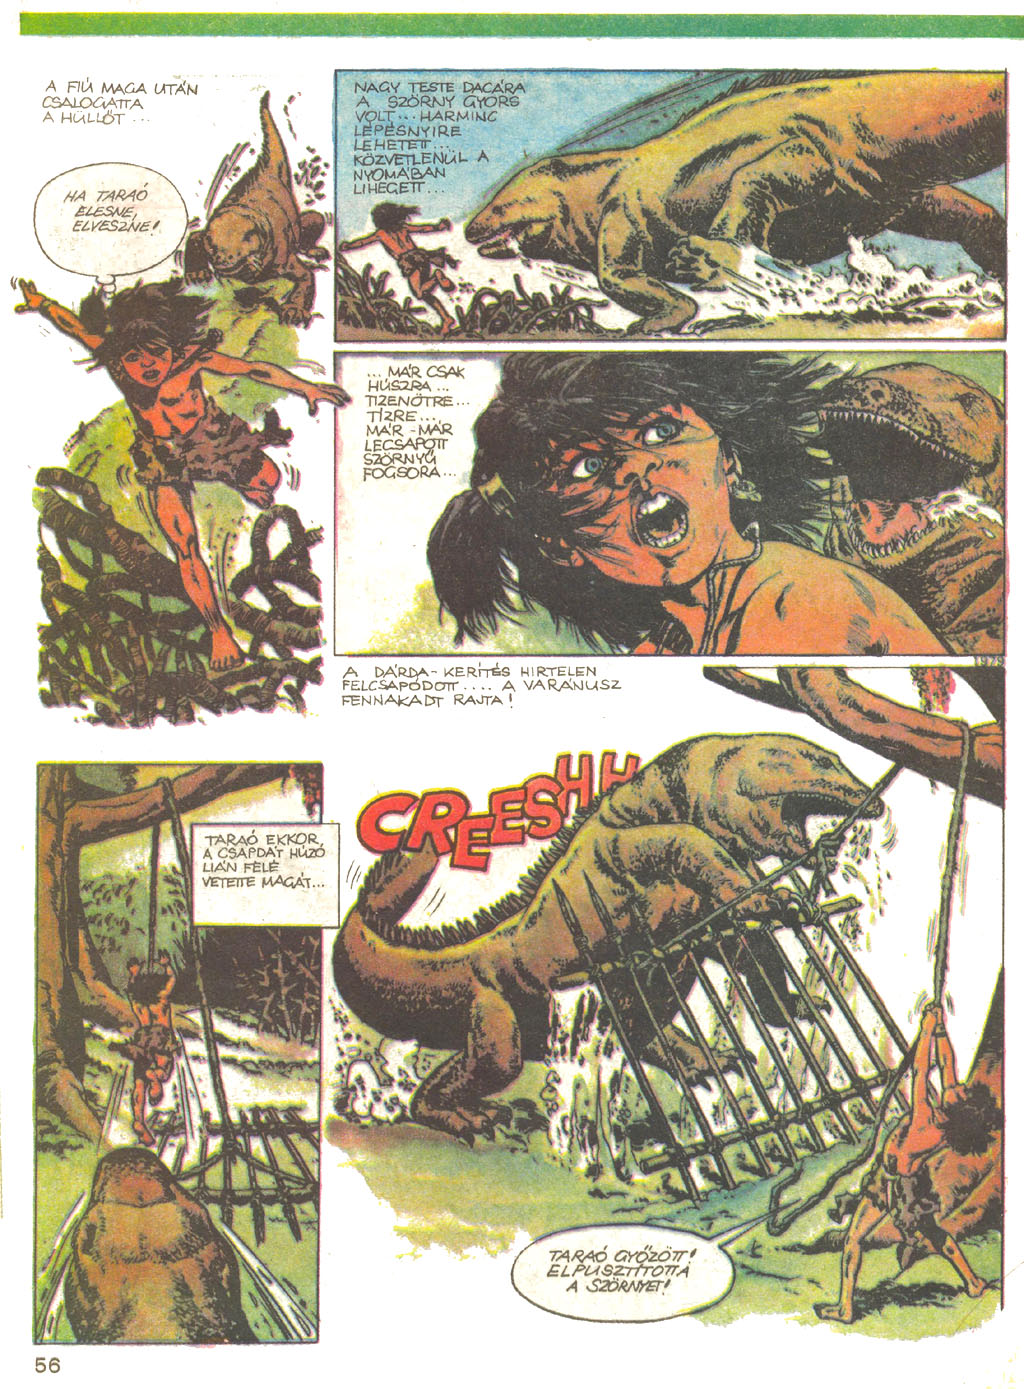 A FIÚ MAGA UTÁN
CSALOGATTA
A HÜLLŐT ...
HA TARAÓ
ELESNE,
ELVESZNE!
NAGY TESTE DACÁRA
A SZÖRNY GYORS
VOLT... HARMINC
LÉPÉSNYIRE
LEHETETT...
KÖZVETLENÜL A
NYOMÁBAN
LIHEGETT...
... MÁR CSAK
HÚSZRA ...
TIZENÖTRE...
TÍZRE...
MÁR-MÁR
LECSAPOTT
SZÖRNYŰ
FOGSORA...
1979
TARAÓ EKKOR,
A CSAPDÁT HÚZÓ
LIÁN FELÉ
VETETTE MAGÁT...
A DÁRDA-KERÍTÉS HIRTELEN
FELCSAPÓDOTT .... A VARÁNUSZ
FENNAKADT RAJTA!
CREESHH
TARAÓ GYŐZÖTT!
ELPUSZTÍTOTTA
A SZÖRNYET!
56